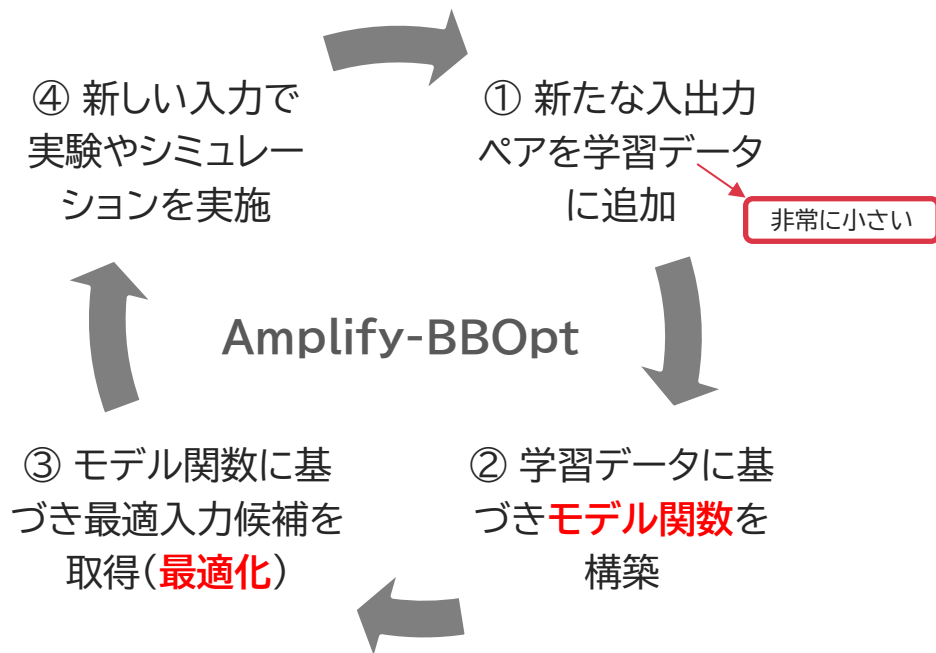 ④ 新しい入力で
実験やシミュレー
ションを実施
① 新たな入出力
ペアを学習データ
に追加
非常に小さい
Amplify-BBOpt
③ モデル関数に基
づき最適入力候補を
取得(最適化)
② 学習データに基
づきモデル関数を
構築